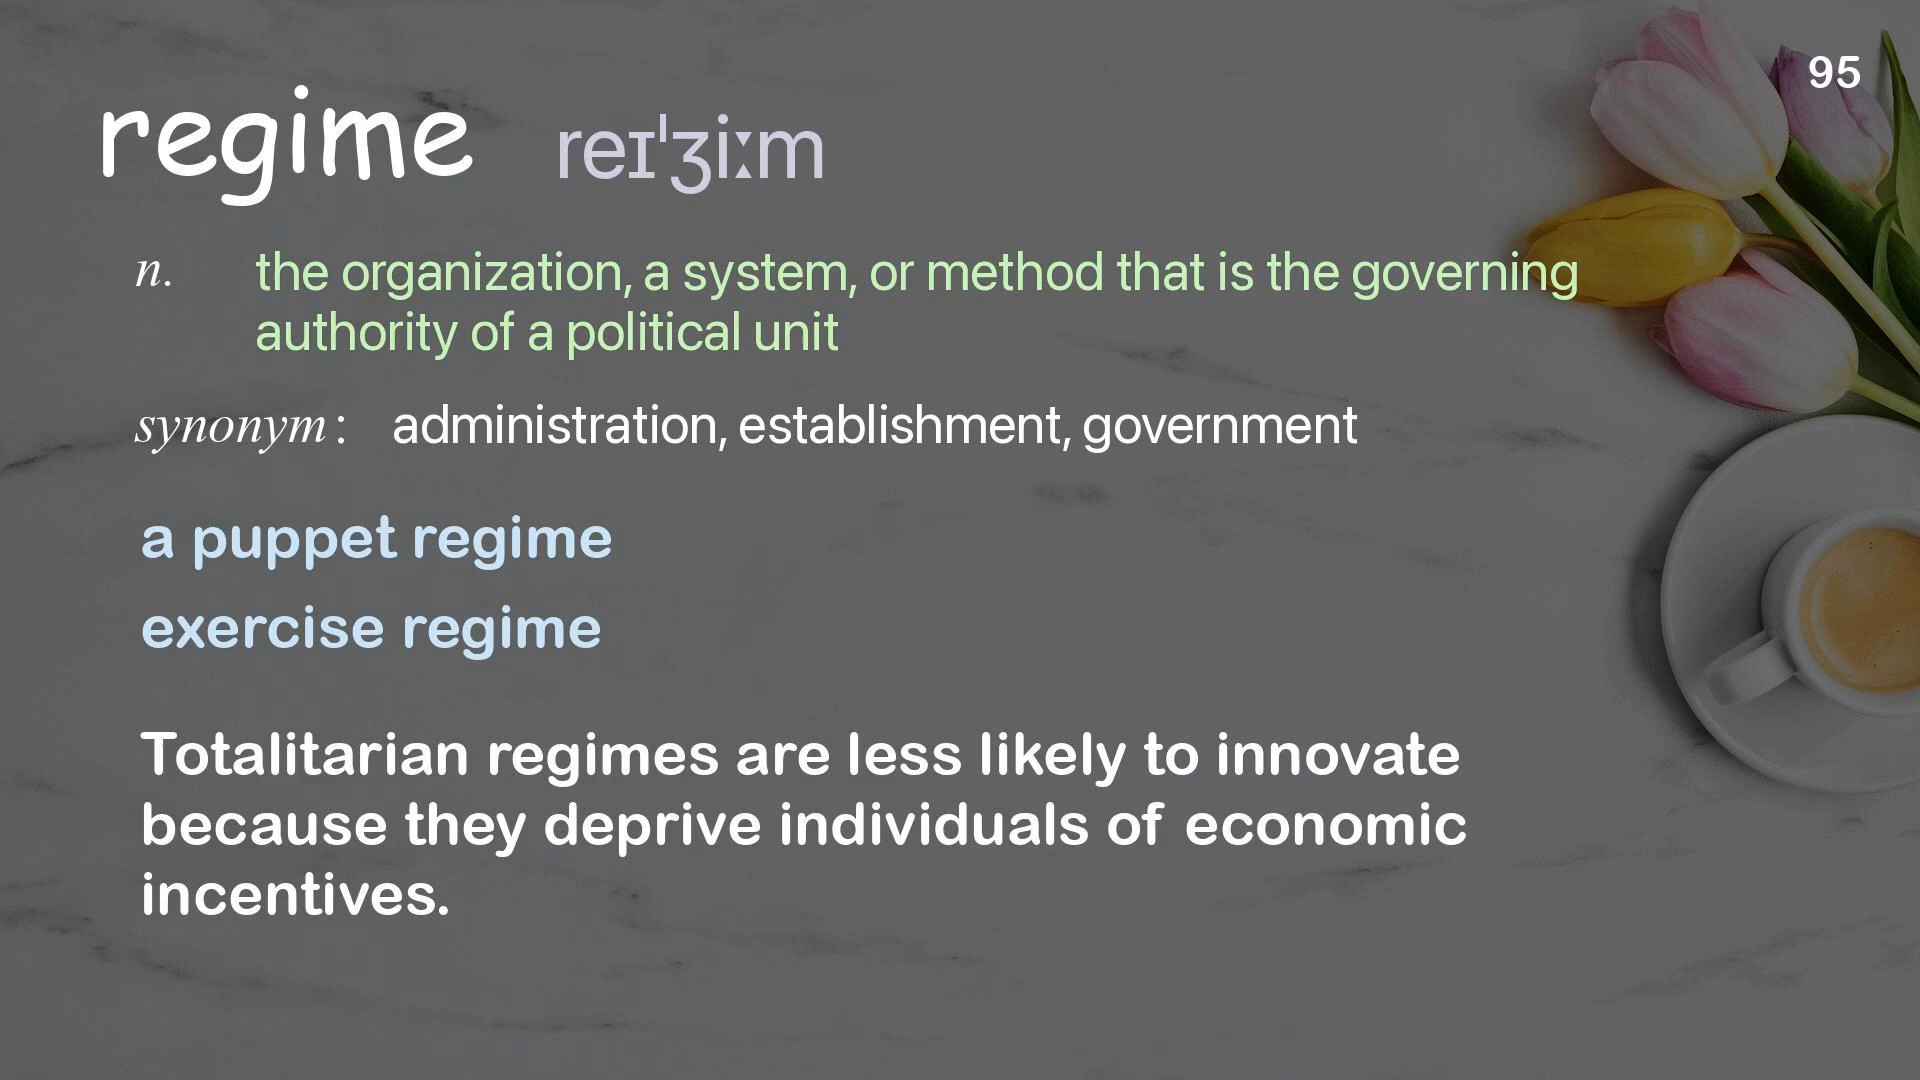 95
regime reɪˈʒiːm
n. the organization, a system, or method that is the governing
authority of a political unit
synonym: administration, establishment, government
a puppet regime
exercise regime
Totalitarian regimes are less likely to innovate
because they deprive individuals of economic
incentives.